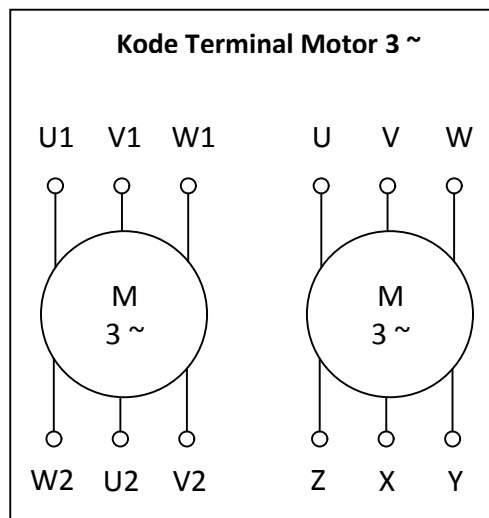 Kode Terminal Motor 3 ~
U1 V1 W1 U V W
M M
3 ~ 3 ~
W2 U2 V2 Z X Y